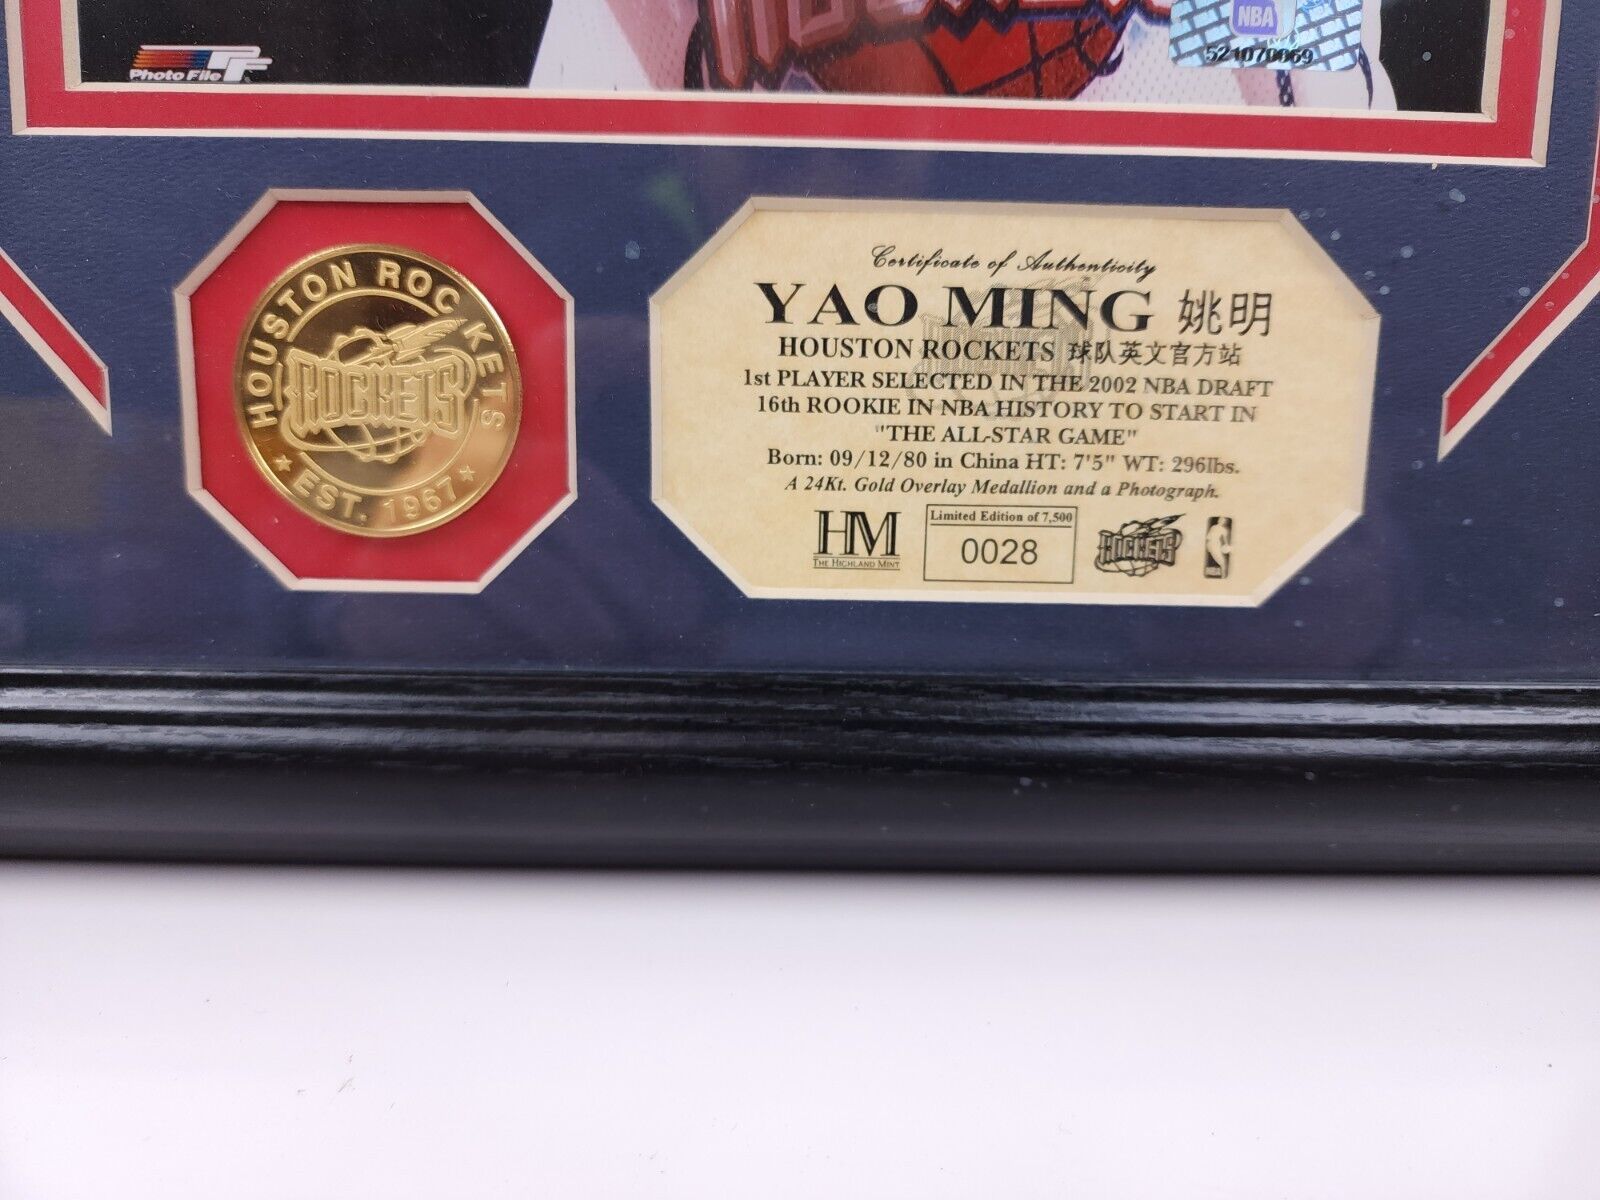 Photo File
ROCKETS
NBA
521070069
HOUSTON ROCKETS
ROCKETS
★ EST. 1967 ★
Certificate of Authenticity
YAO MING 姚明
HOUSTON ROCKETS 球队英文官方站
1st PLAYER SELECTED IN THE 2002 NBA DRAFT
16th ROOKIE IN NBA HISTORY TO START IN
"THE ALL-STAR GAME"
Born: 09/12/80 in China HT: 7'5" WT: 296lbs.
A 24Kt. Gold Overlay Medallion and a Photograph.
HM
THE HIGHLAND MINT
Limited Edition of 7,500
0028
ROCKETS
NBA